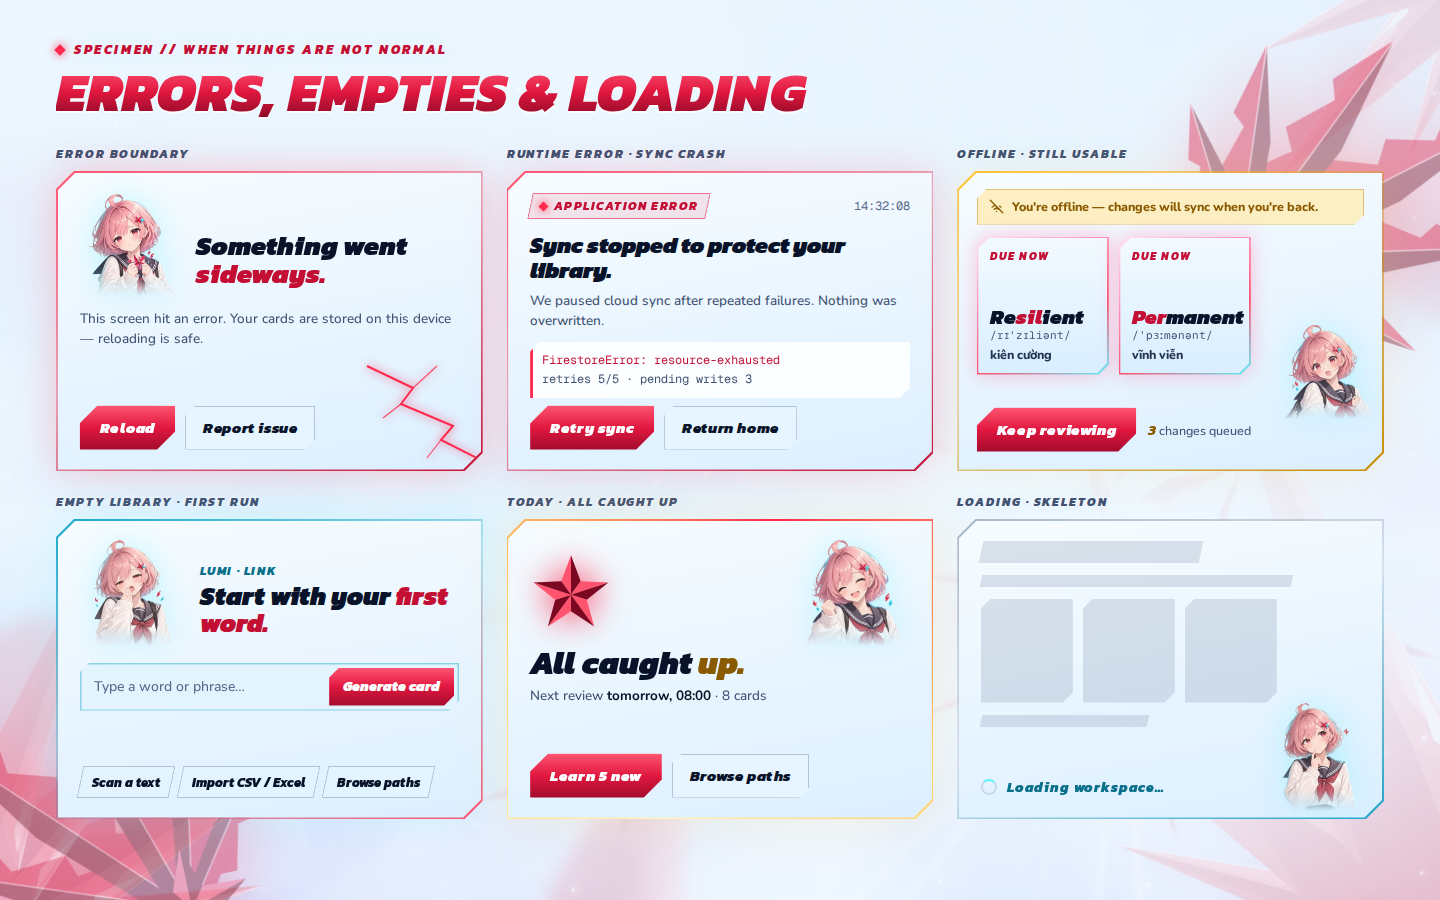 SPECIMEN // WHEN THINGS ARE NOT NORMAL
ERRORS, EMPTIES & LOADING
ERROR BOUNDARY
Something went
sideways.
This screen hit an error. Your cards are stored on this device
— reloading is safe.
Reload
Report issue
RUNTIME ERROR · SYNC CRASH
APPLICATION ERROR
14:32:08
Sync stopped to protect your
library.
We paused cloud sync after repeated failures. Nothing was
overwritten.
FirestoreError: resource-exhausted
retries 5/5 · pending writes 3
Retry sync
Return home
OFFLINE · STILL USABLE
You're offline — changes will sync when you're back.
DUE NOW
Resilient
/rɪˈzɪliənt/
kiên cường
DUE NOW
Permanent
/ˈpɜːmənənt/
vĩnh viễn
Keep reviewing
3 changes queued
EMPTY LIBRARY · FIRST RUN
LUMI · LINK
Start with your first
word.
Type a word or phrase...
Generate card
Scan a text
Import CSV / Excel
Browse paths
TODAY · ALL CAUGHT UP
All caught up.
Next review tomorrow, 08:00 · 8 cards
Learn 5 new
Browse paths
LOADING · SKELETON
Loading workspace...